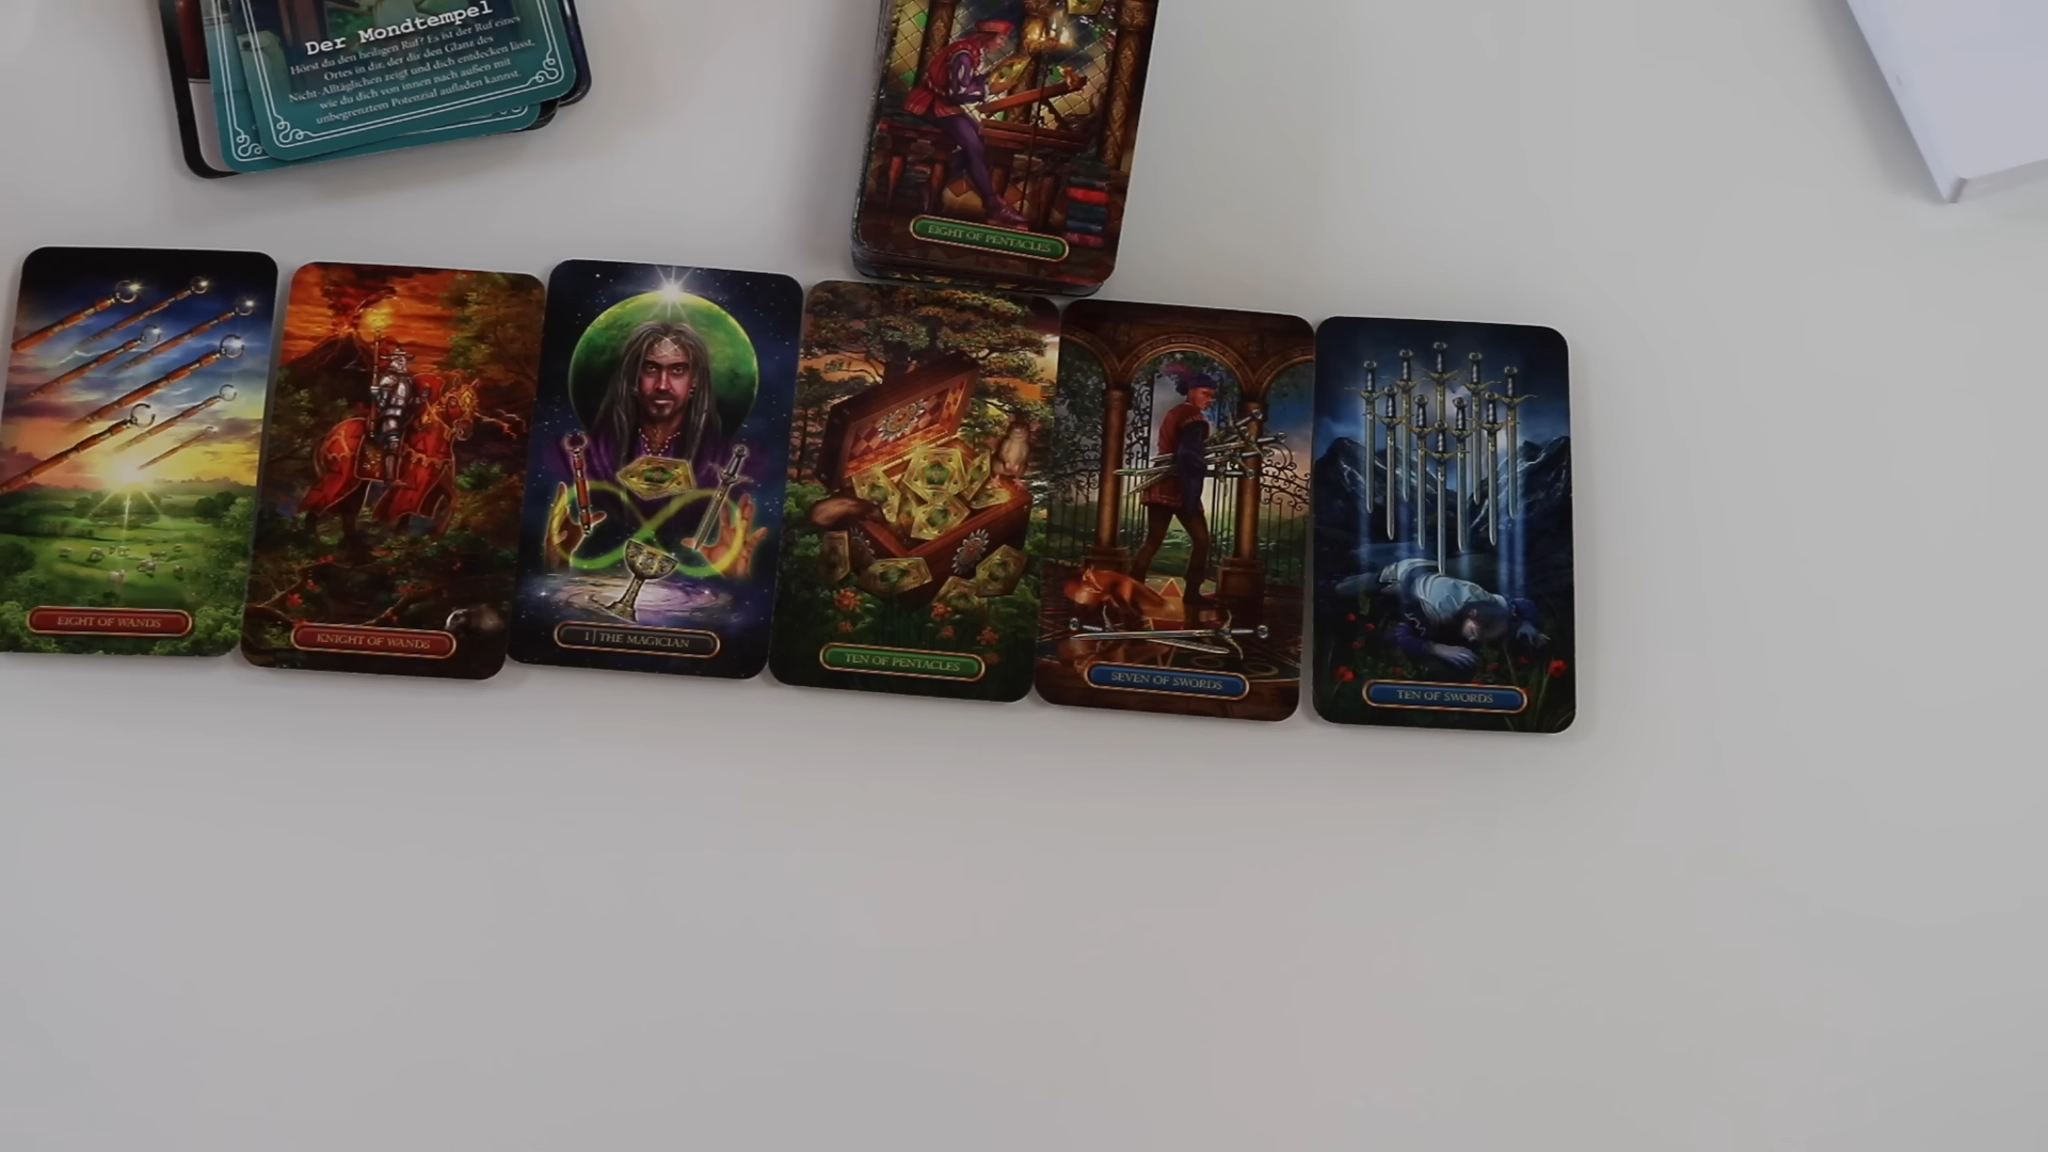 Der Mondtempel
Hörst du den heiligen Ruf? Es ist der Ruf eines
Ortes in dir, der dir den Glanz des
Nicht-Alltäglichen zeigt und dich entdecken lässt,
wie du dich von innen nach außen mit
unbegrenztem Potenzial aufladen kannst.
EIGHT OF PENTACLES
EIGHT OF WANDS
KNIGHT OF WANDS
1 | THE MAGICIAN
TEN OF PENTACLES
SEVEN OF SWORDS
TEN OF SWORDS